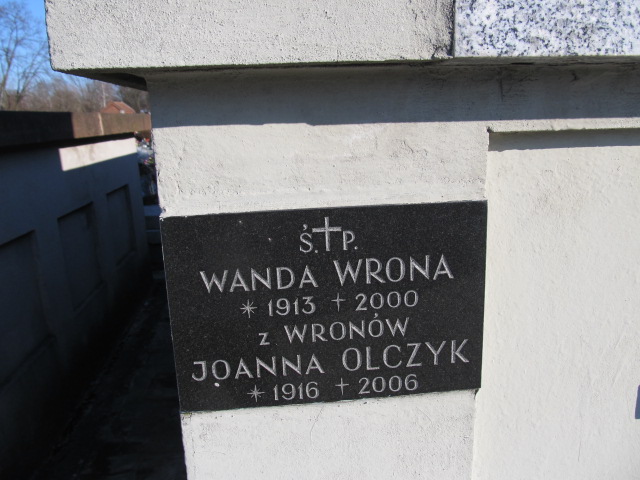 Ś.†P.
WANDA WRONA
* 1913 + 2000
z WRONÓW
JOANNA OLCZYK
* 1916 + 2006